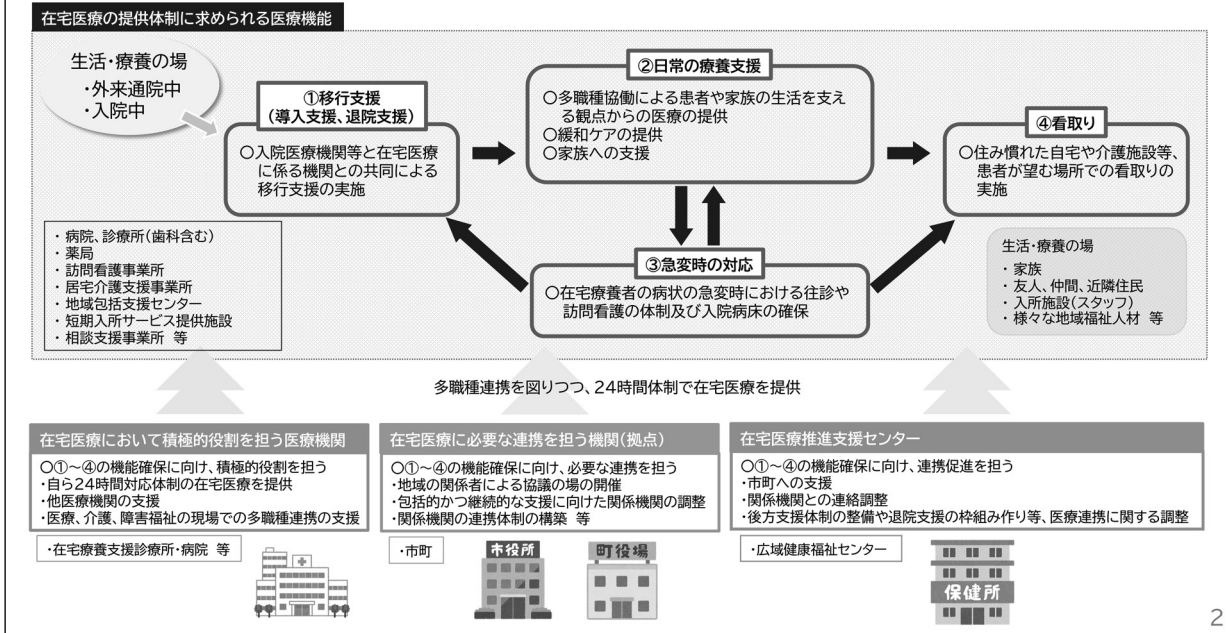 在宅医療の提供体制に求められる医療機能
生活・療養の場
・外来通院中
・入院中
①移行支援
(導入支援、退院支援)
○入院医療機関等と在宅医療
に係る機関との共同による
移行支援の実施
②日常の療養支援
○多職種協働による患者や家族の生活を支え
る観点からの医療の提供
○緩和ケアの提供
○家族への支援
④看取り
○住み慣れた自宅や介護施設等、
患者が望む場所での看取りの
実施
・病院、診療所(歯科含む)
・薬局
・訪問看護事業所
・居宅介護支援事業所
・地域包括支援センター
・短期入所サービス提供施設
・相談支援事業所 等
③急変時の対応
○在宅療養者の病状の急変時における往診や
訪問看護の体制及び入院病床の確保
生活・療養の場
・家族
・友人、仲間、近隣住民
・入所施設(スタッフ)
・様々な地域福祉人材 等
多職種連携を図りつつ、24時間体制で在宅医療を提供
在宅医療において積極的役割を担う医療機関
○①～④の機能確保に向け、積極的役割を担う
・自ら24時間対応体制の在宅医療を提供
・他医療機関の支援
・医療、介護、障害福祉の現場での多職種連携の支援
・在宅療養支援診療所・病院 等
在宅医療に必要な連携を担う機関(拠点)
○①～④の機能確保に向け、必要な連携を担う
・地域の関係者による協議の場の開催
・包括的かつ継続的な支援に向けた関係機関の調整
・関係機関の連携体制の構築 等
・市町
市役所
町役場
在宅医療推進支援センター
○①～④の機能確保に向け、連携促進を担う
・市町への支援
・関係機関との連絡調整
・後方支援体制の整備や退院支援の枠組み作り等、医療連携に関する調整
・広域健康福祉センター
保健所
2